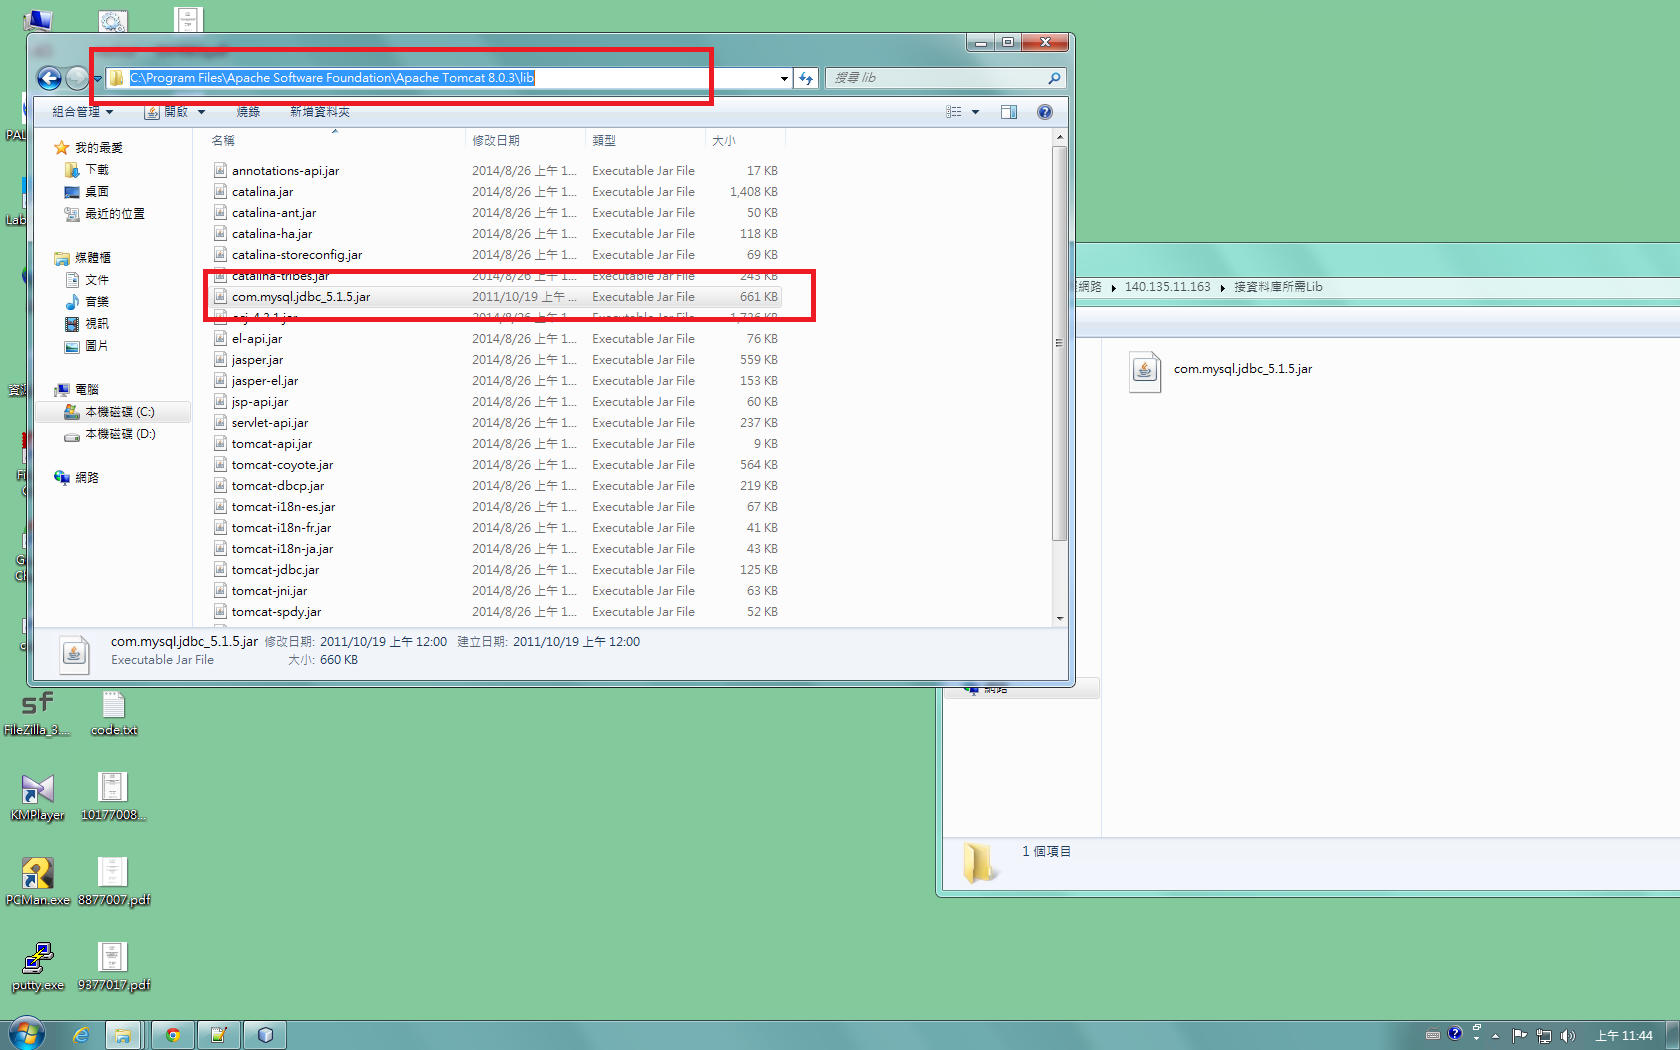 C:\Program Files\Apache Software Foundation\Apache Tomcat 8.0.3\lib
搜尋 lib
組合管理
開啟
燒錄
新增資料夾
名稱 修改日期 類型 大小
annotations-api.jar 2014/8/26 上午 1... Executable Jar File 17 KB
catalina.jar 2014/8/26 上午 1... Executable Jar File 1,408 KB
catalina-ant.jar 2014/8/26 上午 1... Executable Jar File 50 KB
catalina-ha.jar 2014/8/26 上午 1... Executable Jar File 118 KB
catalina-storeconfig.jar 2014/8/26 上午 1... Executable Jar File 69 KB
catalina-tribes.jar 2014/8/26 上午 1... Executable Jar File 243 KB
com.mysql.jdbc_5.1.5.jar 2011/10/19 上午 ... Executable Jar File 661 KB
el-api.jar 2014/8/26 上午 1... Executable Jar File 76 KB
jasper.jar 2014/8/26 上午 1... Executable Jar File 559 KB
jasper-el.jar 2014/8/26 上午 1... Executable Jar File 153 KB
jsp-api.jar 2014/8/26 上午 1... Executable Jar File 60 KB
servlet-api.jar 2014/8/26 上午 1... Executable Jar File 237 KB
tomcat-api.jar 2014/8/26 上午 1... Executable Jar File 9 KB
tomcat-coyote.jar 2014/8/26 上午 1... Executable Jar File 564 KB
tomcat-dbcp.jar 2014/8/26 上午 1... Executable Jar File 219 KB
tomcat-i18n-es.jar 2014/8/26 上午 1... Executable Jar File 67 KB
tomcat-i18n-fr.jar 2014/8/26 上午 1... Executable Jar File 41 KB
tomcat-i18n-ja.jar 2014/8/26 上午 1... Executable Jar File 43 KB
tomcat-jdbc.jar 2014/8/26 上午 1... Executable Jar File 125 KB
tomcat-jni.jar 2014/8/26 上午 1... Executable Jar File 63 KB
tomcat-spdy.jar 2014/8/26 上午 1... Executable Jar File 52 KB
我的最愛
下載
桌面
最近的位置
媒體櫃
文件
音樂
視訊
圖片
電腦
本機磁碟 (C:)
本機磁碟 (D:)
網路
com.mysql.jdbc_5.1.5.jar 修改日期: 2011/10/19 上午 12:00 建立日期: 2011/10/19 上午 12:00
Executable Jar File 大小: 660 KB
網路 140.135.11.163 接資料庫所需Lib
com.mysql.jdbc_5.1.5.jar
網路
1 個項目
FileZilla_3....
code.txt
KMPlayer
10177008...
PCMan.exe
8877007.pdf
putty.exe
9377017.pdf
上午 11:44